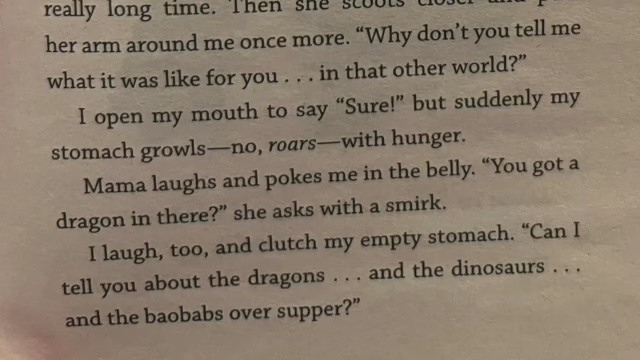 really long time. Then she scoots closer and
her arm around me once more. “Why don’t you tell me
what it was like for you . . . in that other world?”
I open my mouth to say “Sure!” but suddenly my
stomach growls—no, roars—with hunger.
Mama laughs and pokes me in the belly. “You got a
dragon in there?” she asks with a smirk.
I laugh, too, and clutch my empty stomach. “Can I
tell you about the dragons . . . and the dinosaurs . . .
and the baobabs over supper?”